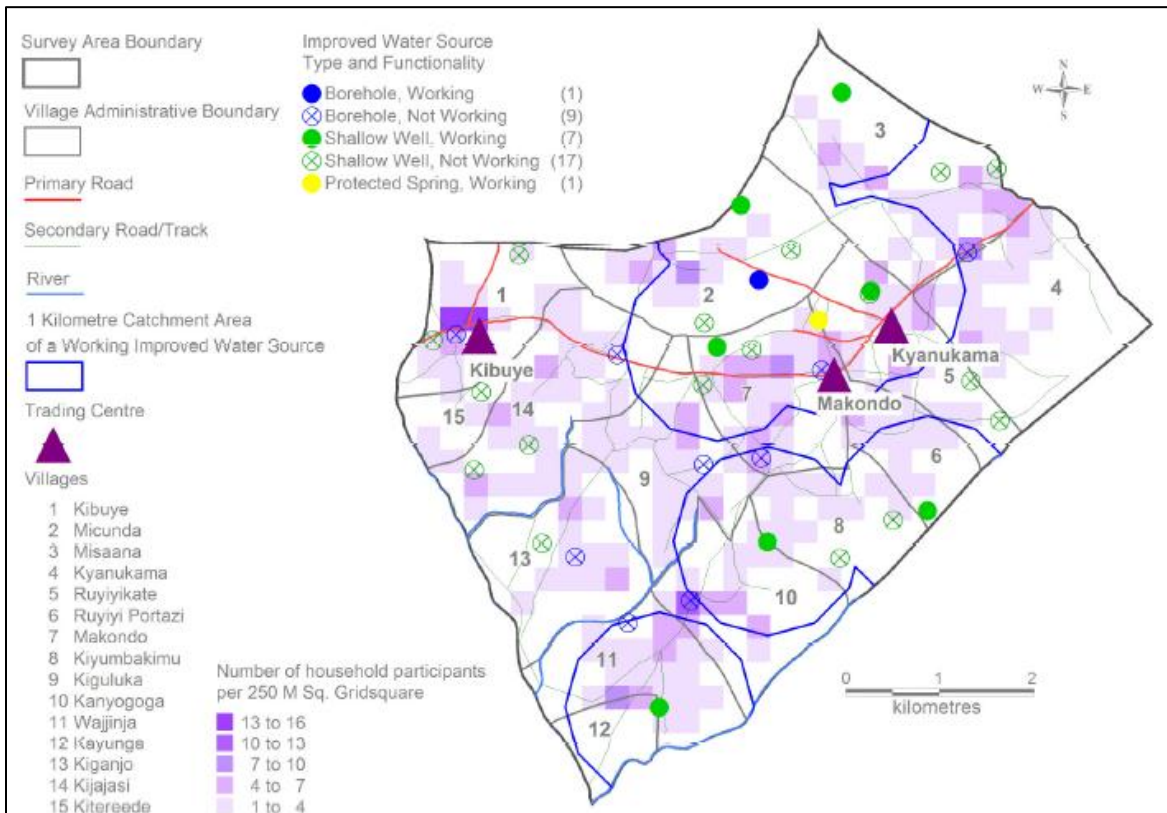 Survey Area Boundary
Village Administrative Boundary
Primary Road
Secondary Road/Track
River
1 Kilometre Catchment Area
of a Working Improved Water Source
Trading Centre
Villages
1 Kibuye
2 Micunda
3 Misaana
4 Kyanukama
5 Ruyiyikate
6 Ruyiyi Portazi
7 Makondo
8 Kiyumbakimu
9 Kiguluka
10 Kanyogoga
11 Wajjinja
12 Kayunga
13 Kiganjo
14 Kijajasi
15 Kitereede
Improved Water Source
Type and Functionality
Borehole, Working (1)
Borehole, Not Working (9)
Shallow Well, Working (7)
Shallow Well, Not Working (17)
Protected Spring, Working (1)
Number of household participants
per 250 M Sq. Gridsquare
13 to 16
10 to 13
7 to 10
4 to 7
1 to 4
N
W E
S
3
4
1
2
Kibuye
Kyanukama
Makondo
5
15
14
7
6
9
8
13
10
11
12
0 1 2
kilometres